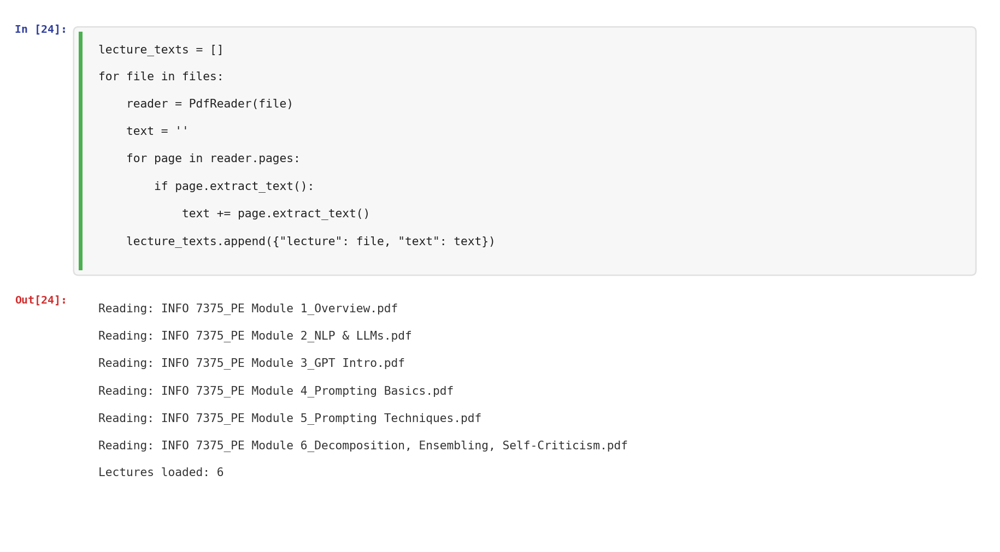 In [24]:
lecture_texts = []
for file in files:
    reader = PdfReader(file)
    text = ''
    for page in reader.pages:
        if page.extract_text():
            text += page.extract_text()
    lecture_texts.append({"lecture": file, "text": text})
Out[24]:
Reading: INFO 7375_PE Module 1_Overview.pdf
Reading: INFO 7375_PE Module 2_NLP & LLMs.pdf
Reading: INFO 7375_PE Module 3_GPT Intro.pdf
Reading: INFO 7375_PE Module 4_Prompting Basics.pdf
Reading: INFO 7375_PE Module 5_Prompting Techniques.pdf
Reading: INFO 7375_PE Module 6_Decomposition, Ensembling, Self-Criticism.pdf
Lectures loaded: 6